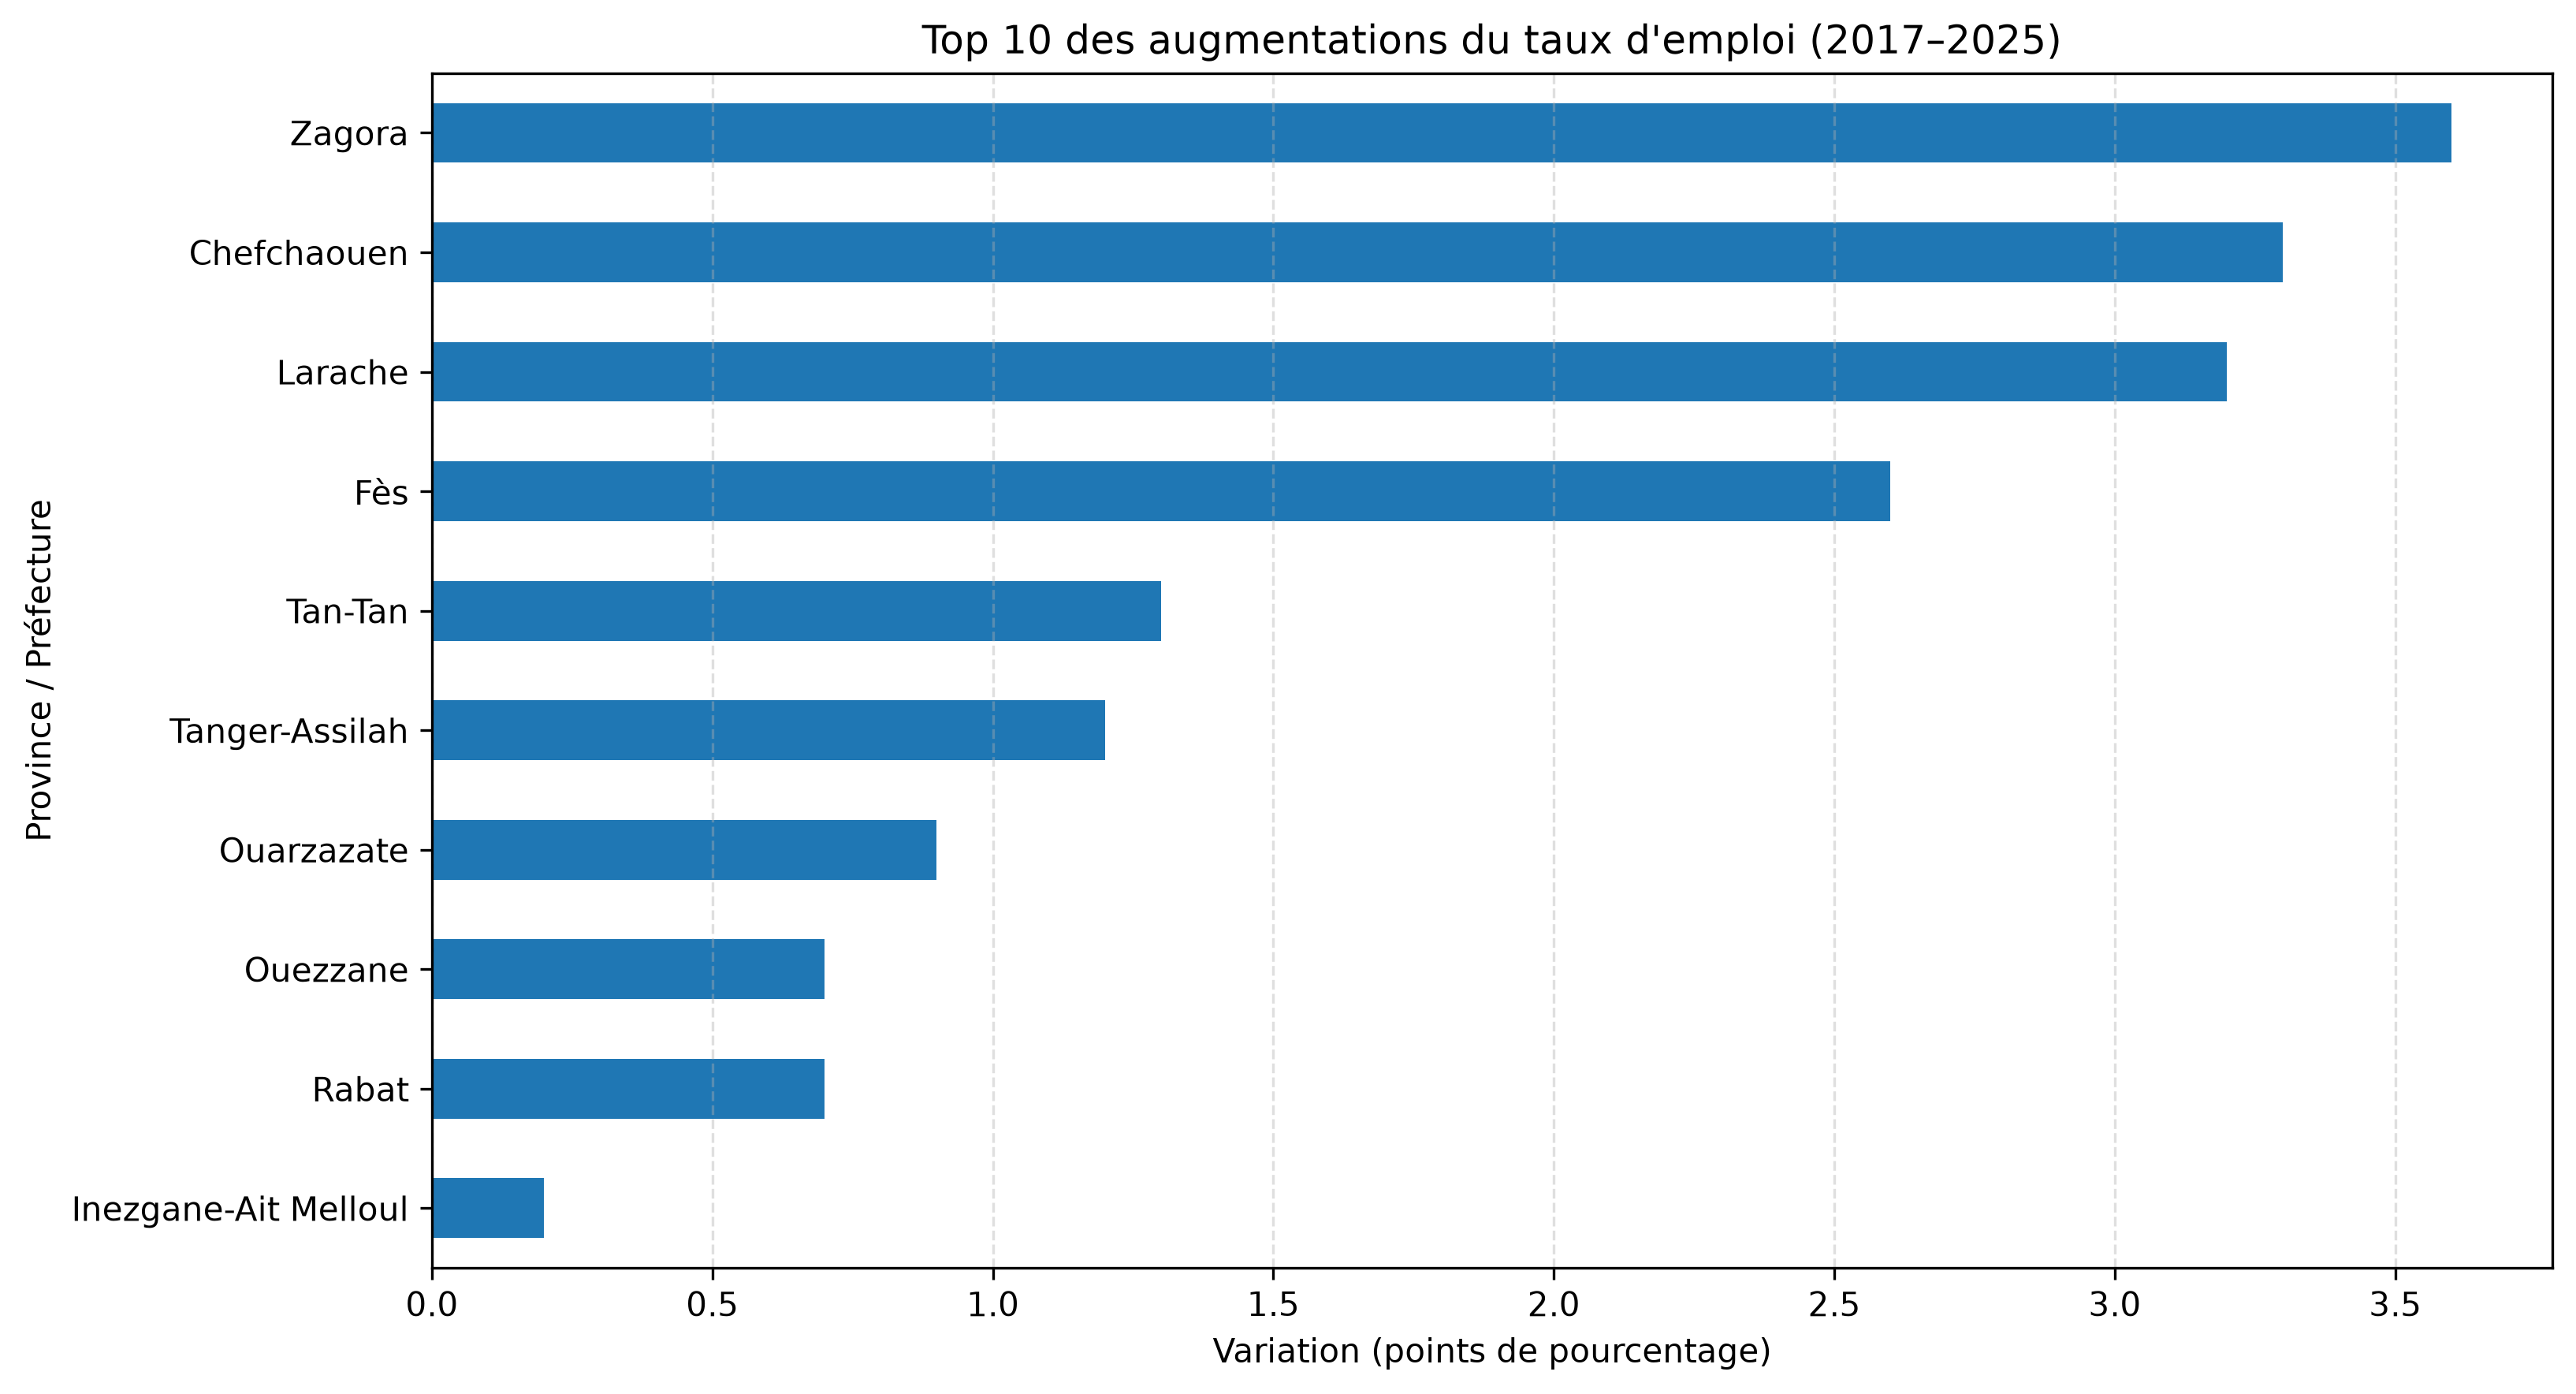 Top 10 des augmentations du taux d'emploi (2017–2025)
Province / Préfecture
Zagora
Chefchaouen
Larache
Fès
Tan-Tan
Tanger-Assilah
Ouarzazate
Ouezzane
Rabat
Inezgane-Ait Melloul
0.0 0.5 1.0 1.5 2.0 2.5 3.0 3.5
Variation (points de pourcentage)